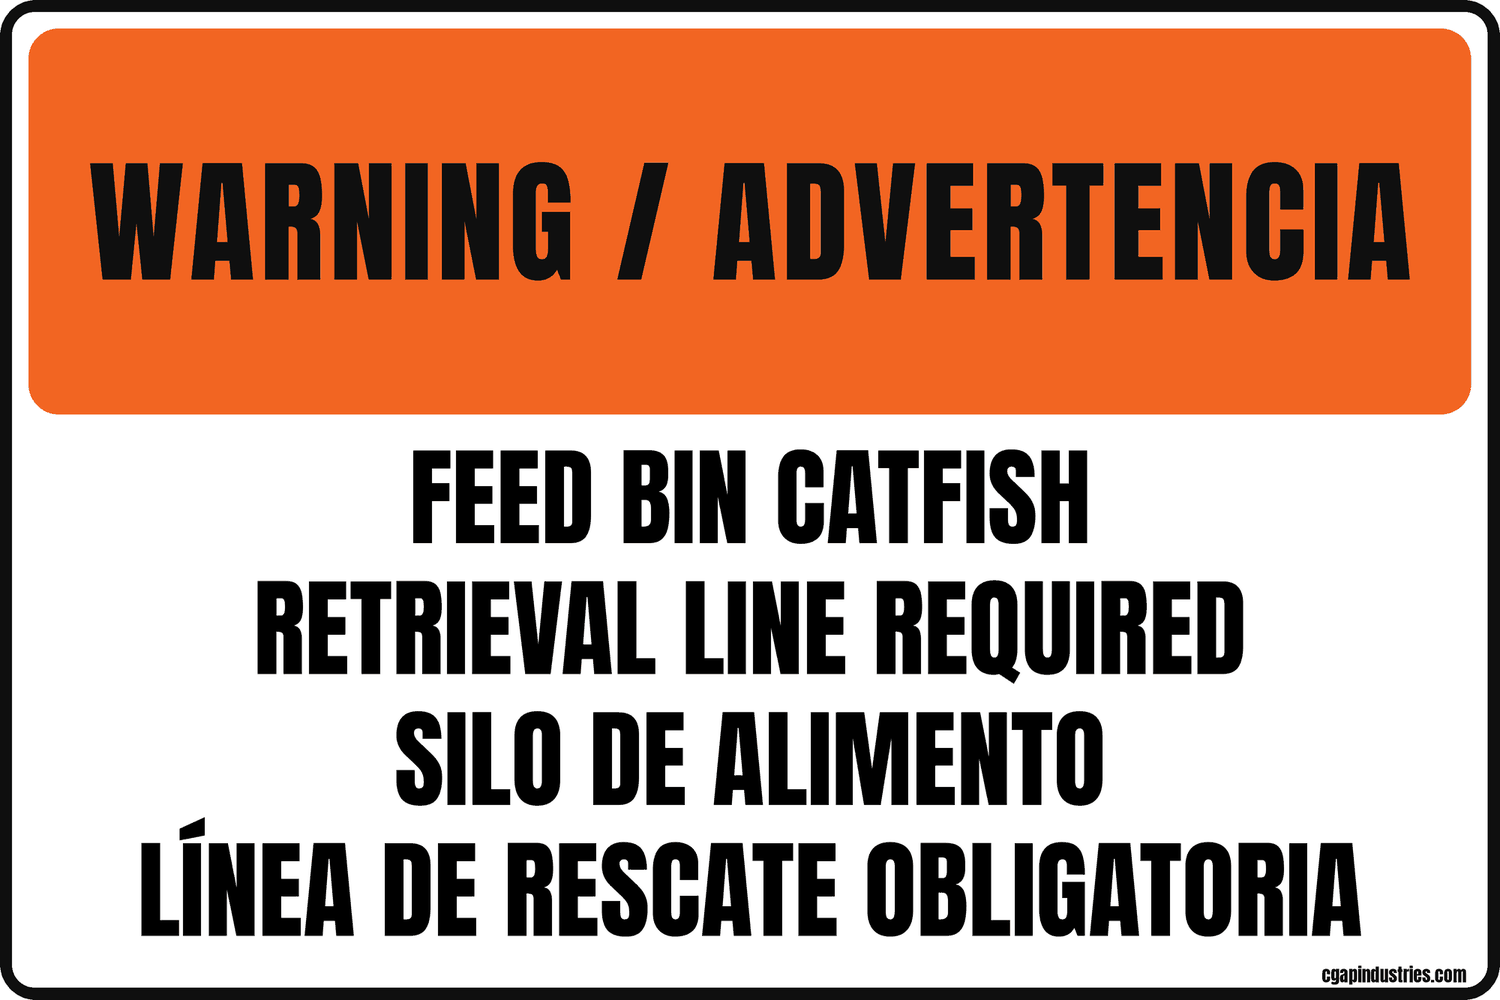 WARNING / ADVERTENCIA
FEED BIN CATFISH
RETRIEVAL LINE REQUIRED
SILO DE ALIMENTO
LÍNEA DE RESCATE OBLIGATORIA
cgapindustries.com